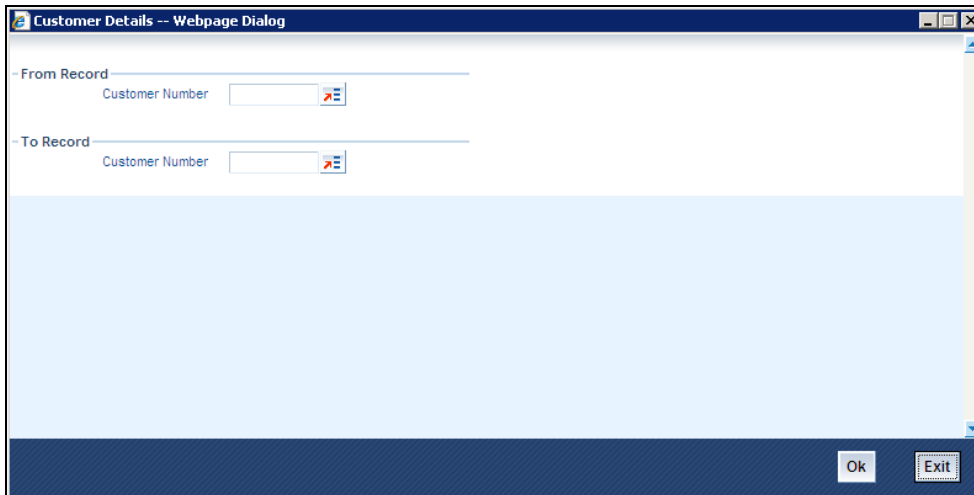 Customer Details -- Webpage Dialog
From Record
Customer Number
To Record
Customer Number
Ok Exit